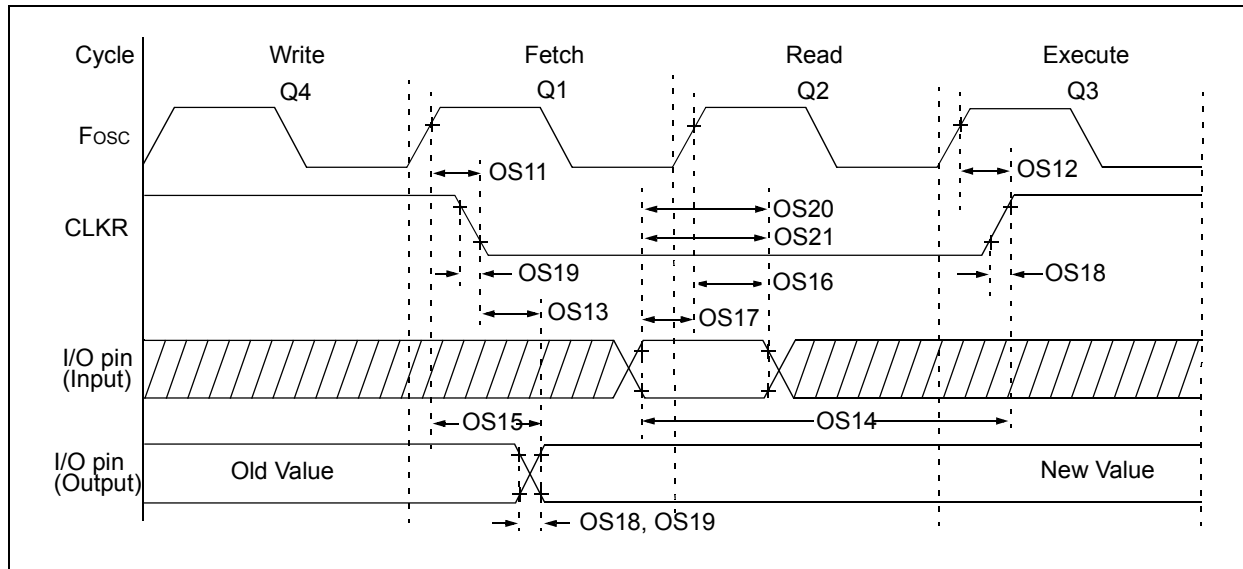 Cycle Write Fetch Read Execute
Q4 Q1 Q2 Q3
Fosc
OS11 OS12
CLKR OS20
OS21
OS19 OS16 OS18
OS13 OS17
I/O pin
(Input)
OS15 OS14
I/O pin
(Output)
Old Value New Value
OS18, OS19